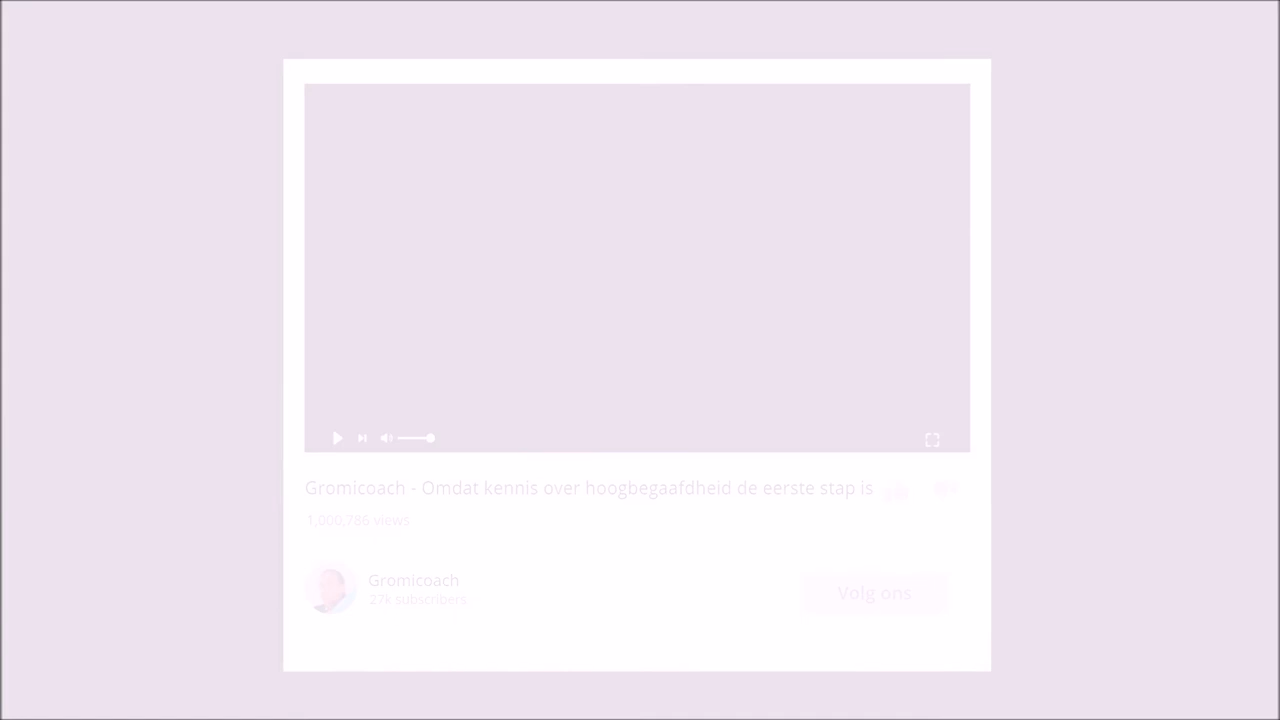 Gromicoach - Omdat kennis over hoogbegaafdheid de eerste stap is
1,000,786 views
Gromicoach
27k subscribers
Volg ons